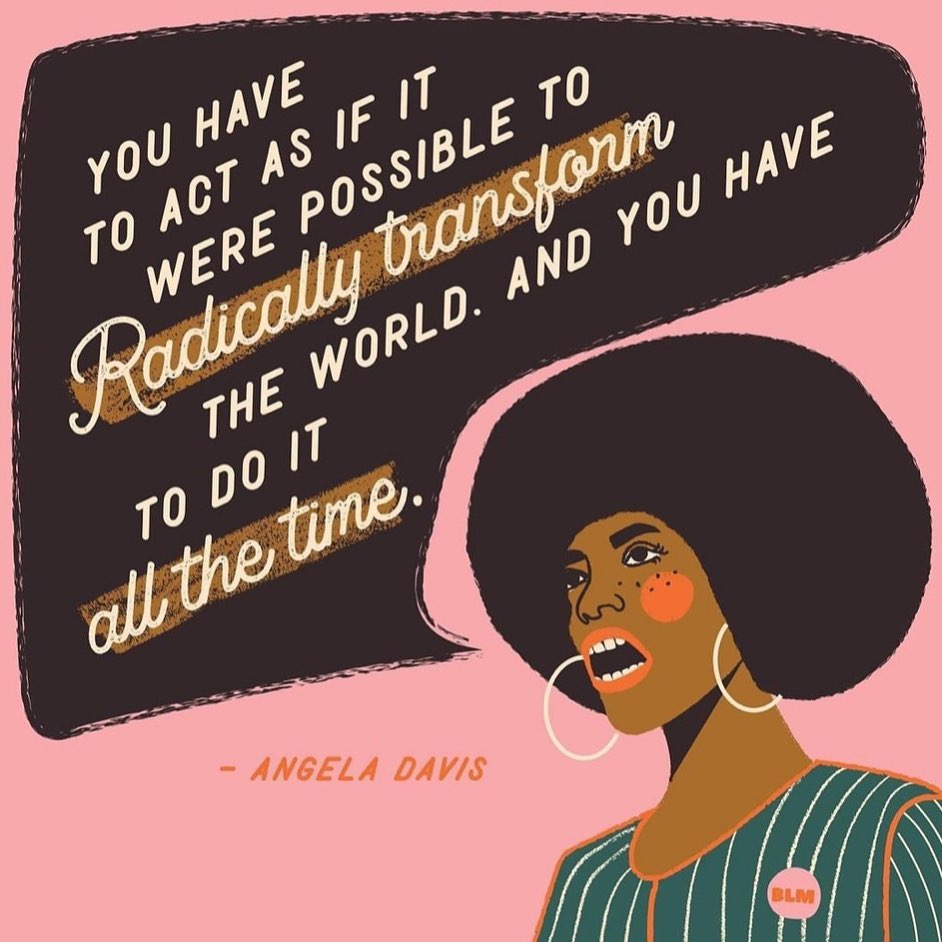 YOU HAVE
TO ACT AS IF IT
WERE POSSIBLE TO
Radically transform
THE WORLD. AND YOU HAVE
TO DO IT
all the time.
- ANGELA DAVIS
BLM